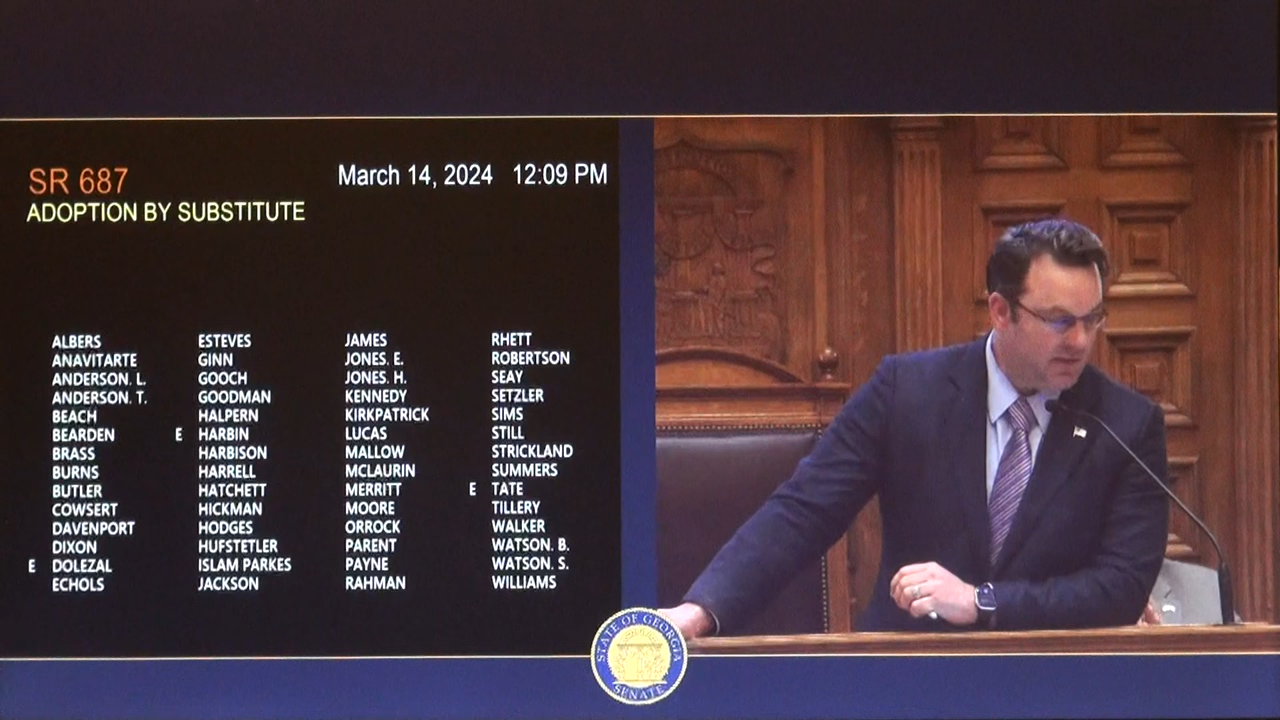 SR 687
March 14, 2024 12:09 PM
ADOPTION BY SUBSTITUTE
ALBERS
ANAVITARTE
ANDERSON. L.
ANDERSON. T.
BEACH
BEARDEN
BRASS
BURNS
BUTLER
COWSERT
DAVENPORT
DIXON
E DOLEZAL
ECHOLS
ESTEVES
GINN
GOOCH
GOODMAN
HALPERN
E HARBIN
HARBISON
HARRELL
HATCHETT
HICKMAN
HODGES
HUFSTETLER
ISLAM PARKES
JACKSON
JAMES
JONES. E.
JONES. H.
KENNEDY
KIRKPATRICK
LUCAS
MALLOW
MCLAURIN
MERRITT
MOORE
ORROCK
PARENT
PAYNE
RAHMAN
RHETT
ROBERTSON
SEAY
SETZLER
SIMS
STILL
STRICKLAND
SUMMERS
E TATE
TILLERY
WALKER
WATSON. B.
WATSON. S.
WILLIAMS
STATE OF GEORGIA
SENATE